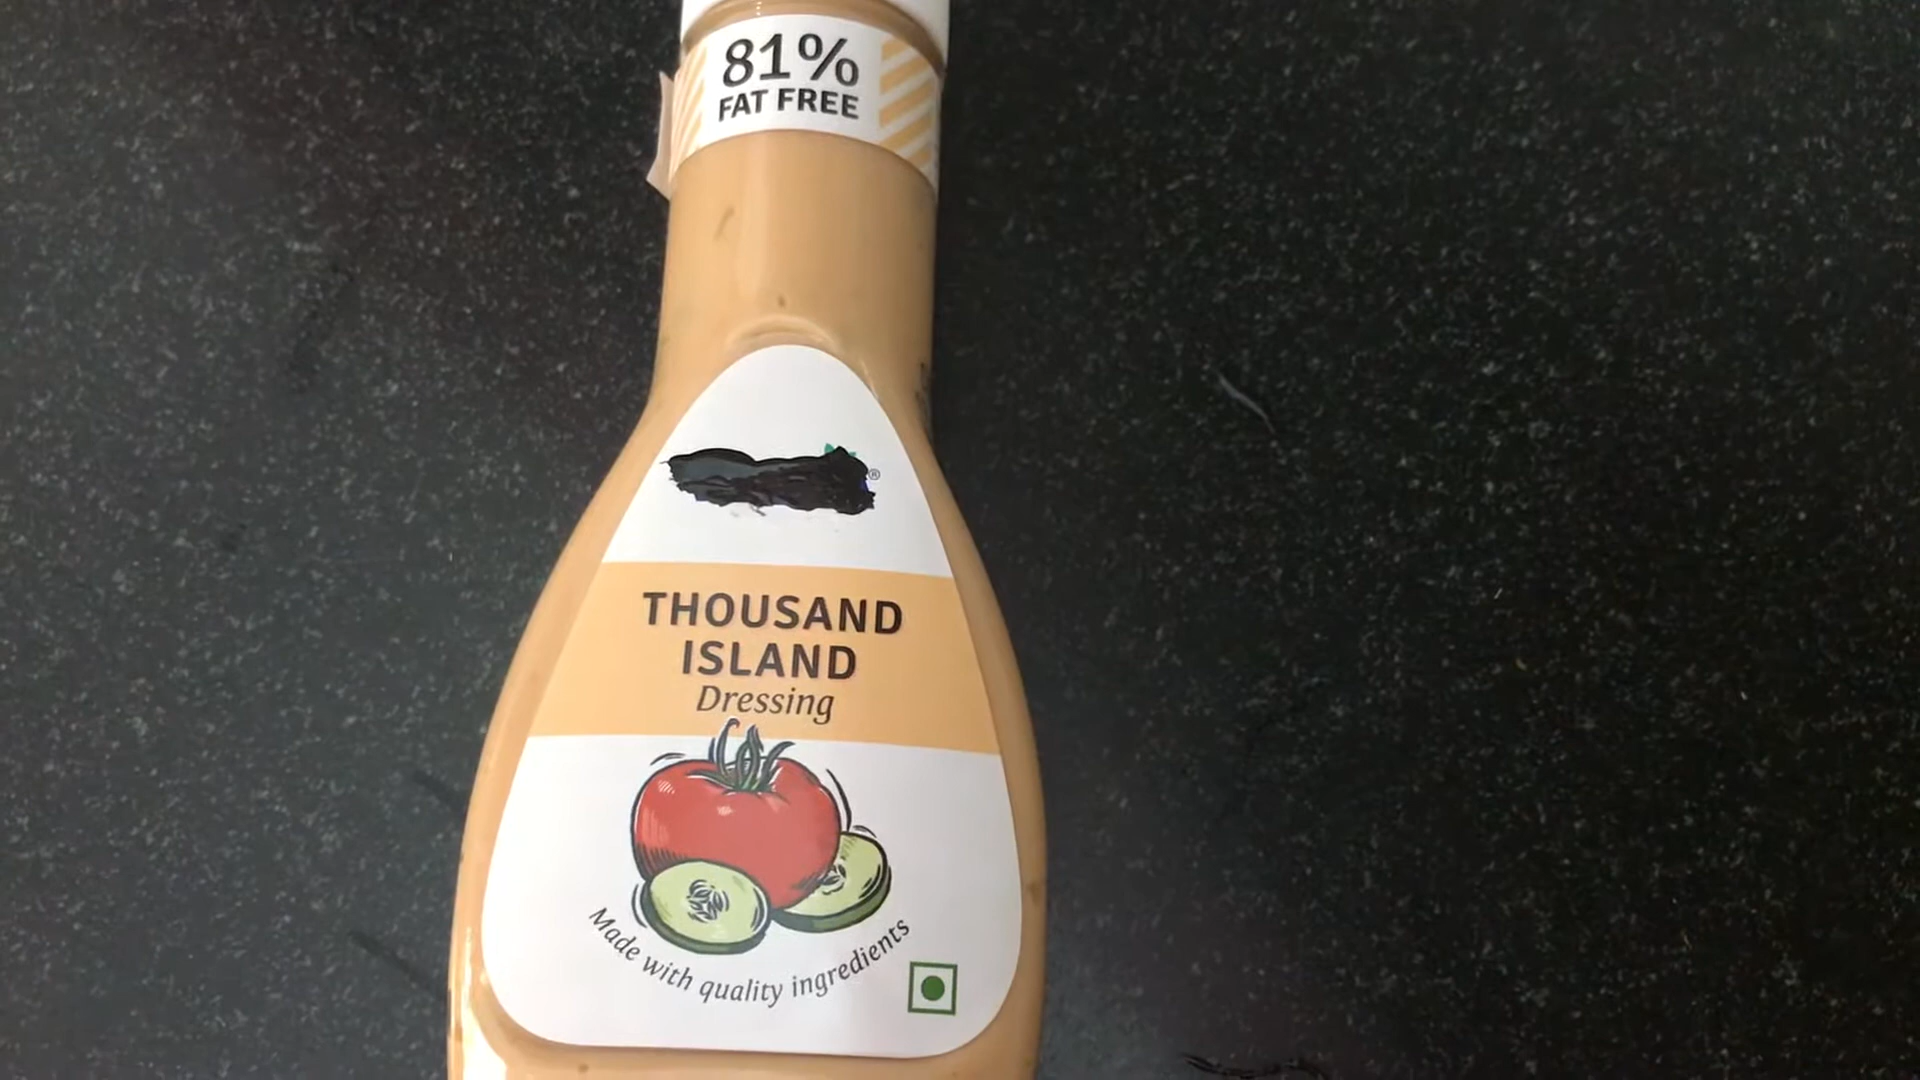 81%
FAT FREE
®
THOUSAND
ISLAND
Dressing
Made with quality ingredients